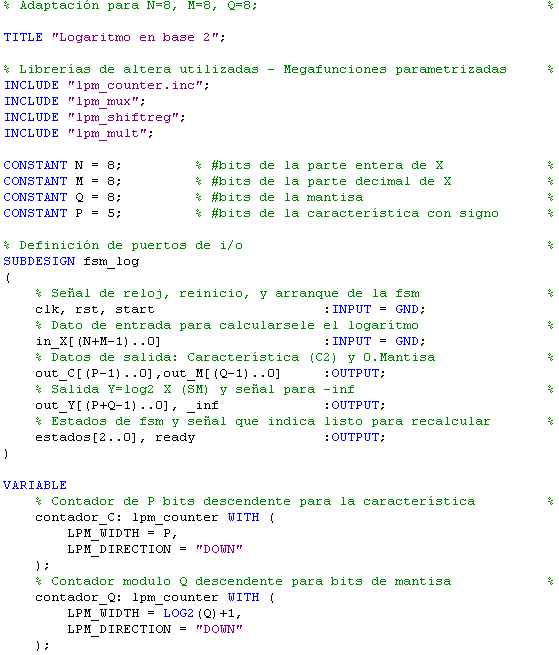 % Adaptación para N=8, M=8, Q=8; %
TITLE "Logaritmo en base 2";
% Librerías de altera utilizadas - Megafunciones parametrizadas %
INCLUDE "lpm_counter.inc";
INCLUDE "lpm_mux";
INCLUDE "lpm_shiftreg";
INCLUDE "lpm_mult";
CONSTANT N = 8; % #bits de la parte entera de X %
CONSTANT M = 8; % #bits de la parte decimal de X %
CONSTANT Q = 8; % #bits de la mantisa %
CONSTANT P = 5; % #bits de la característica con signo %
% Definición de puertos de i/o %
SUBDESIGN fsm_log
(
% Señal de reloj, reinicio, y arranque de la fsm %
clk, rst, start :INPUT = GND;
% Dato de entrada para calcularsele el logarítmo %
in_X[(N+M-1)..0] :INPUT = GND;
% Datos de salida: Característica (C2) y 0.Mantisa %
out_C[(P-1)..0],out_M[(Q-1)..0] :OUTPUT;
% Salida Y=log2 X (SM) y señal para -inf %
out_Y[(P+Q-1)..0], _inf :OUTPUT;
% Estados de fsm y señal que indica listo para recalcular %
estados[2..0], ready :OUTPUT;
)
VARIABLE
% Contador de P bits descendente para la característica %
contador_C: lpm_counter WITH (
LPM_WIDTH = P,
LPM_DIRECTION = "DOWN"
);
% Contador modulo Q descendente para bits de mantisa %
contador_Q: lpm_counter WITH (
LPM_WIDTH = LOG2(Q)+1,
LPM_DIRECTION = "DOWN"
);